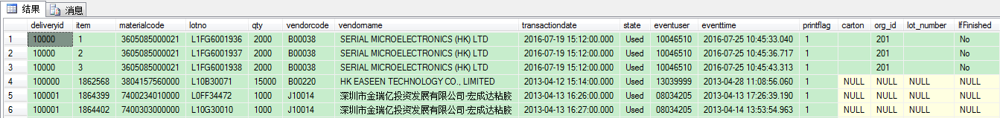 结果 消息
deliveryid item materialcode lotno qty vendorcode vendorname transactiondate state eventuser eventtime printflag carton org_id lot_number IfFinished
1 10000 1 3605085000021 L1FG6001936 2000 B00038 SERIAL MICROELECTRONICS (HK) LTD 2016-07-19 15:12:00.000 Used 10046510 2016-07-25 10:45:33.040 1 201 No
2 10000 2 3605085000021 L1FG6001937 2000 B00038 SERIAL MICROELECTRONICS (HK) LTD 2016-07-19 15:12:00.000 Used 10046510 2016-07-25 10:45:36.717 1 201 No
3 10000 3 3605085000021 L1FG6001938 2000 B00038 SERIAL MICROELECTRONICS (HK) LTD 2016-07-19 15:12:00.000 Used 10046510 2016-07-25 10:45:43.313 1 201 No
4 100000 1862568 3804157560000 L10B30071 15000 B00220 HK EASEEN TECHNOLOGY CO., LIMITED 2013-04-12 15:14:00.000 Used 13039999 2013-04-28 11:08:56.060 1 NULL NULL NULL NULL
5 100001 1864399 7400234010000 L0FF34472 1000 J10014 深圳市金瑞亿投资发展有限公司-宏成达粘胶 2013-04-13 16:26:00.000 Used 08034205 2013-04-13 17:26:39.190 1 NULL NULL NULL NULL
6 100001 1864402 7400303000000 L10G30010 1000 J10014 深圳市金瑞亿投资发展有限公司-宏成达粘胶 2013-04-13 16:27:00.000 Used 08034205 2013-04-14 13:53:54.963 1 NULL NULL NULL NULL